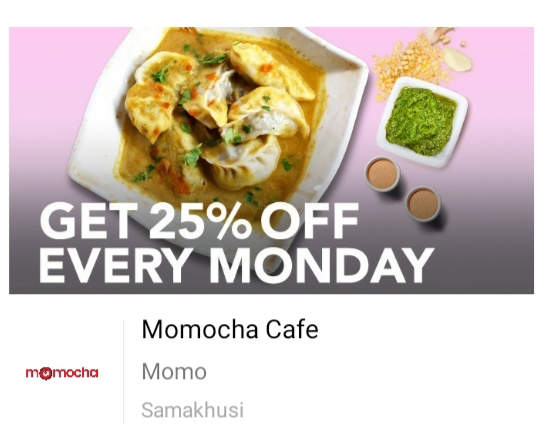 GET 25% OFF
EVERY MONDAY
Momocha Cafe
momocha
Momo
Samakhusi